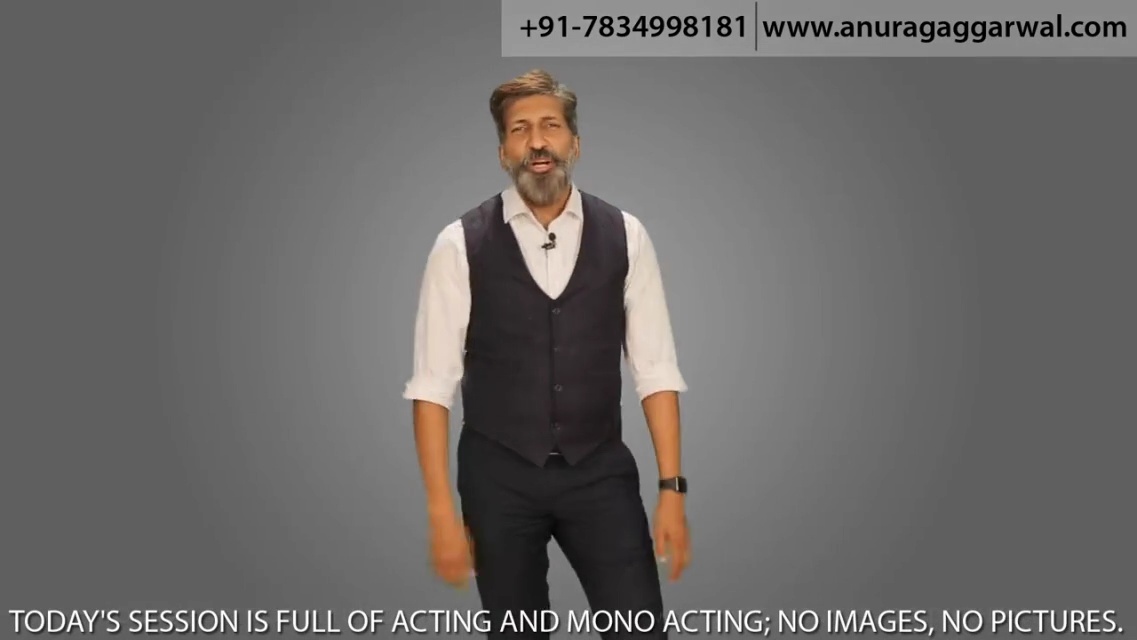 +91-7834998181 | www.anuragaggarwal.com
TODAY'S SESSION IS FULL OF ACTING AND MONO ACTING; NO IMAGES, NO PICTURES.